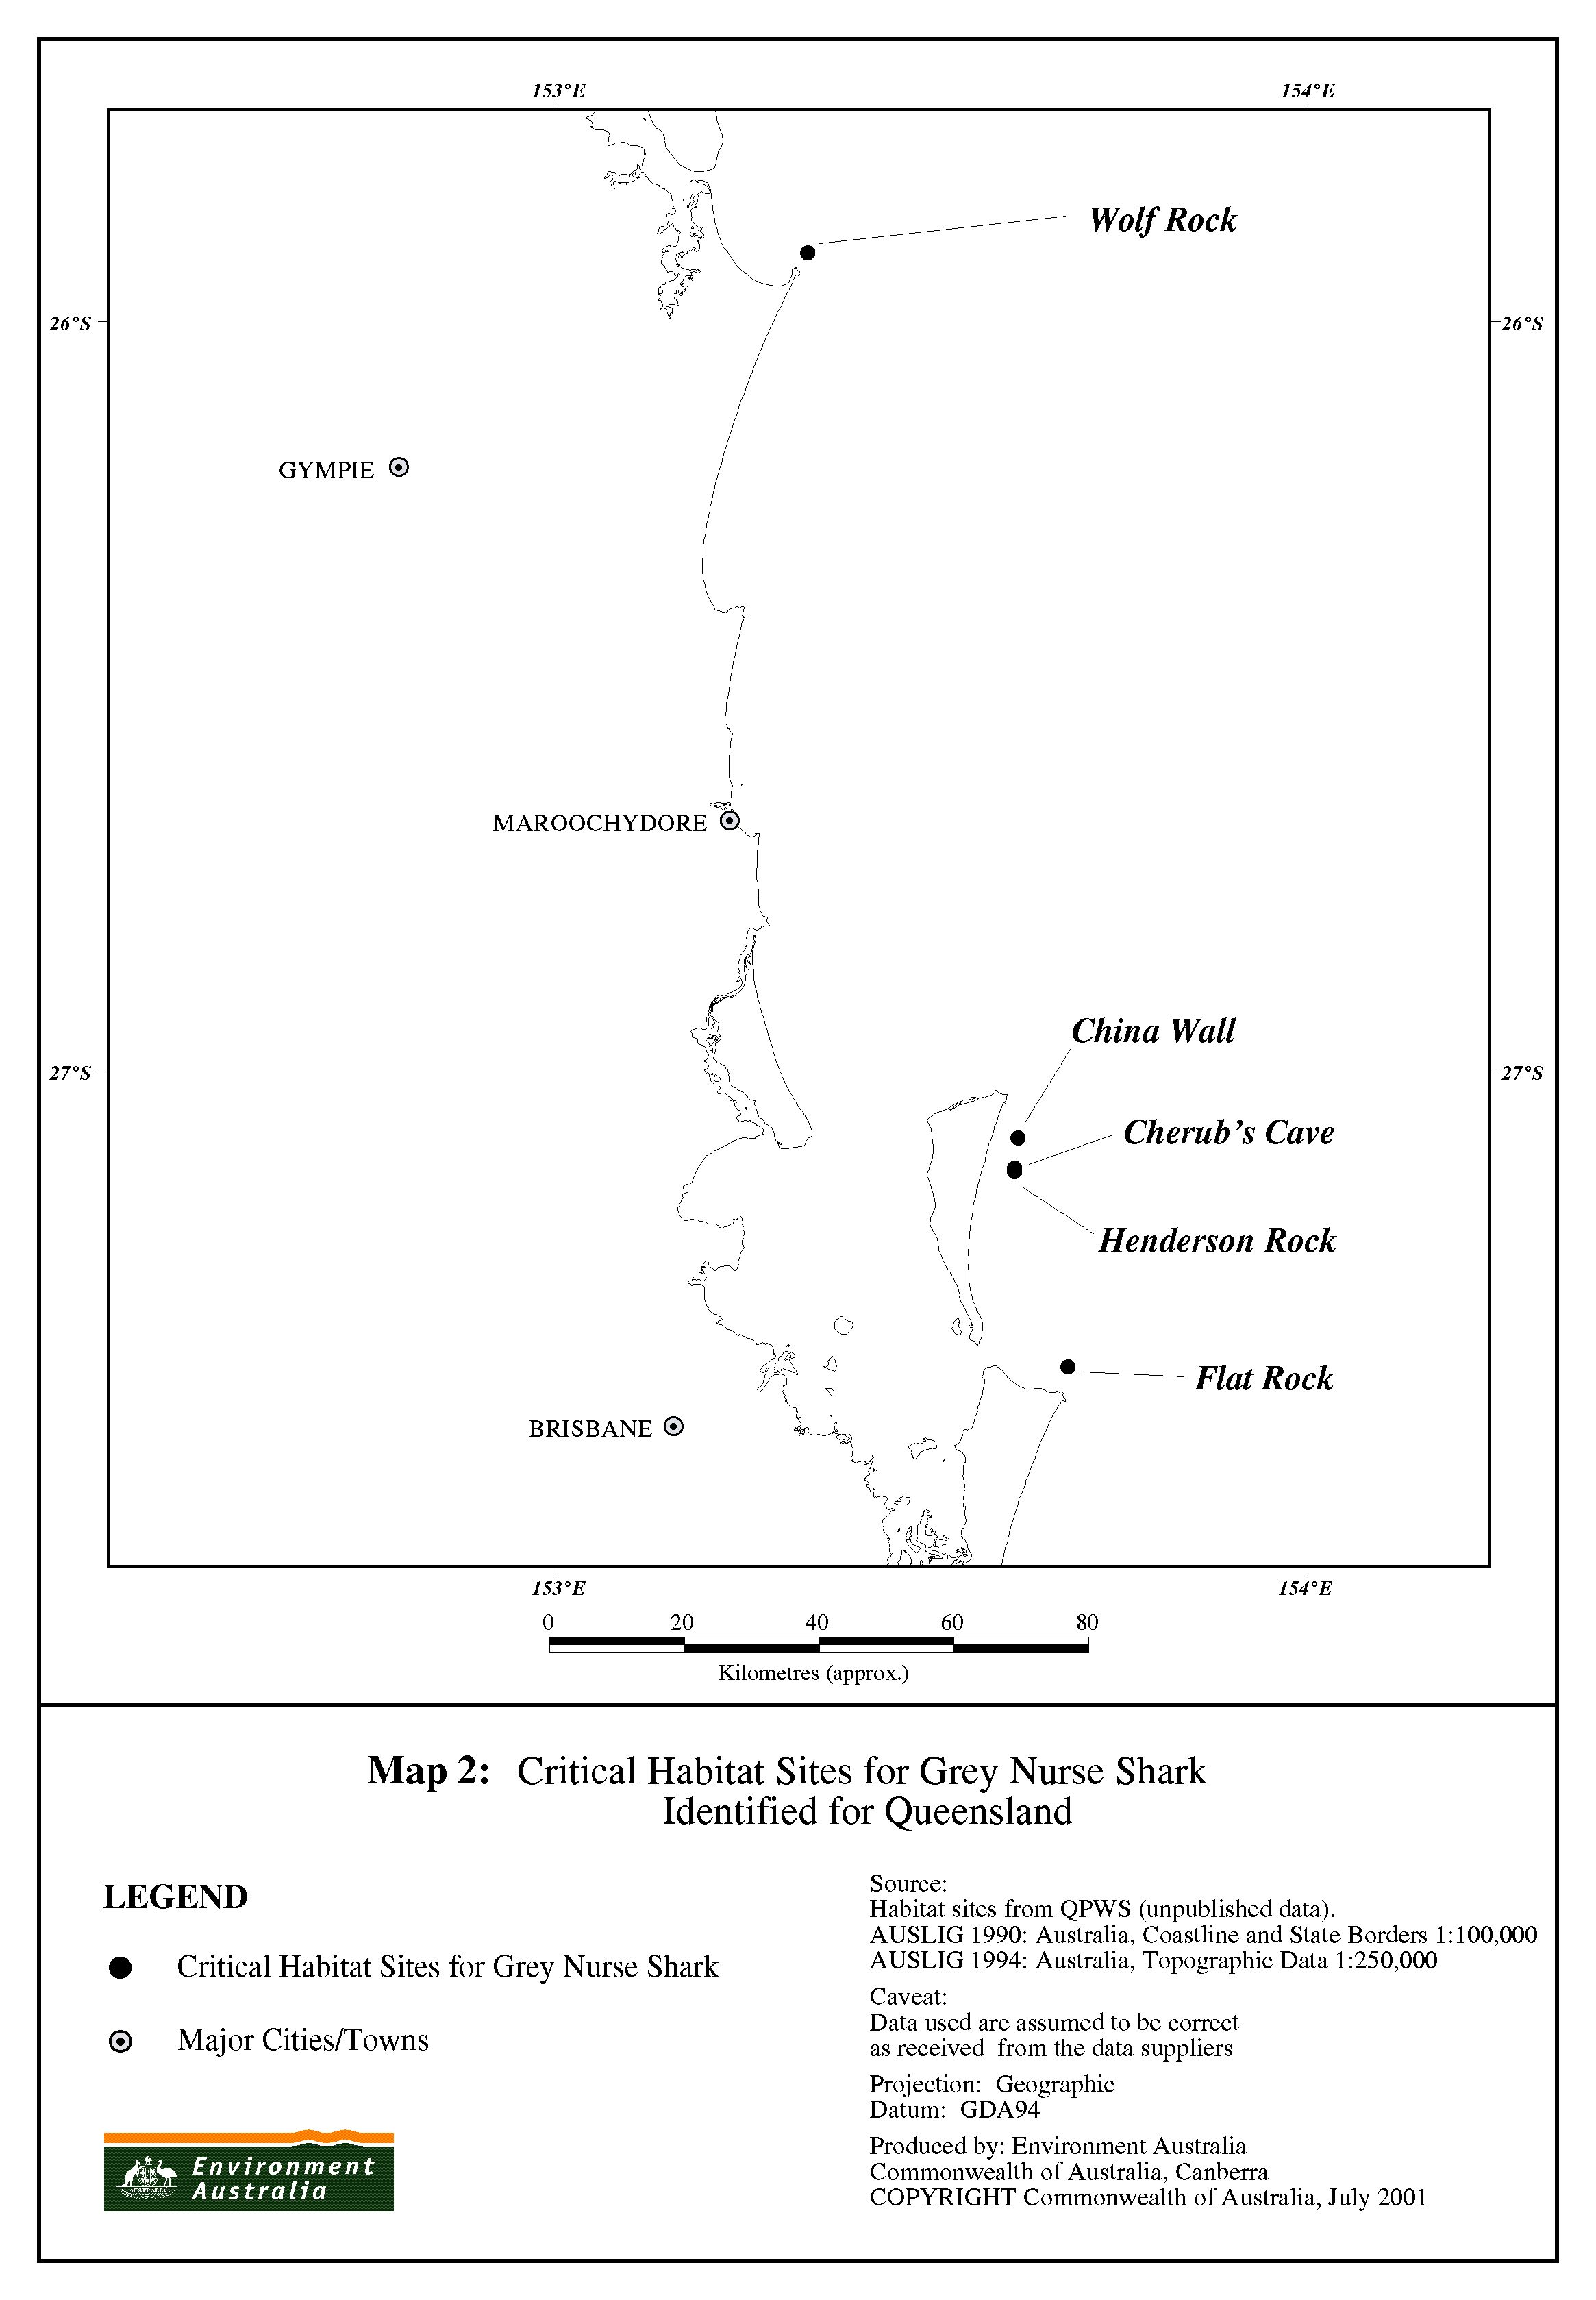 153°E 154°E
Wolf Rock
26°S 26°S
GYMPIE
MAROOCHYDORE
China Wall
27°S 27°S
Cherub's Cave
Henderson Rock
Flat Rock
BRISBANE
153°E 154°E
0 20 40 60 80
Kilometres (approx.)
Map 2: Critical Habitat Sites for Grey Nurse Shark
Identified for Queensland
LEGEND
Critical Habitat Sites for Grey Nurse Shark
Major Cities/Towns
Source:
Habitat sites from QPWS (unpublished data).
AUSLIG 1990: Australia, Coastline and State Borders 1:100,000
AUSLIG 1994: Australia, Topographic Data 1:250,000
Caveat:
Data used are assumed to be correct
as received from the data suppliers
Projection: Geographic
Datum: GDA94
Produced by: Environment Australia
Commonwealth of Australia, Canberra
COPYRIGHT Commonwealth of Australia, July 2001
Environment
Australia
AUSTRALIA